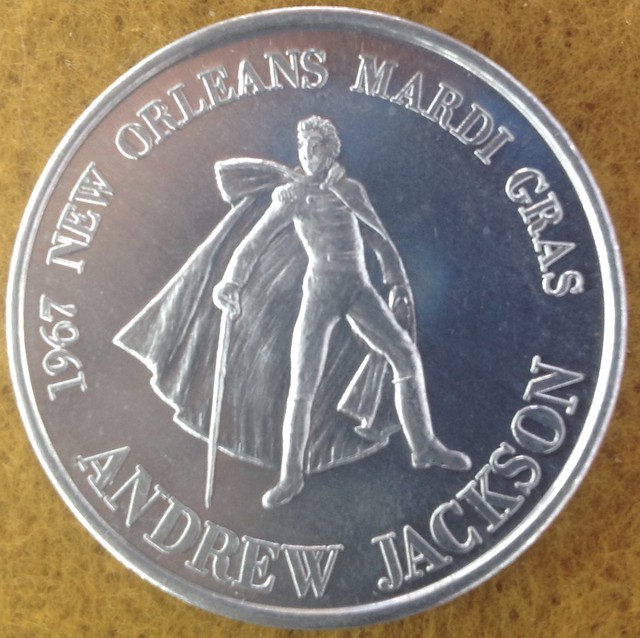 1967 NEW ORLEANS MARDI GRAS
ANDREW JACKSON